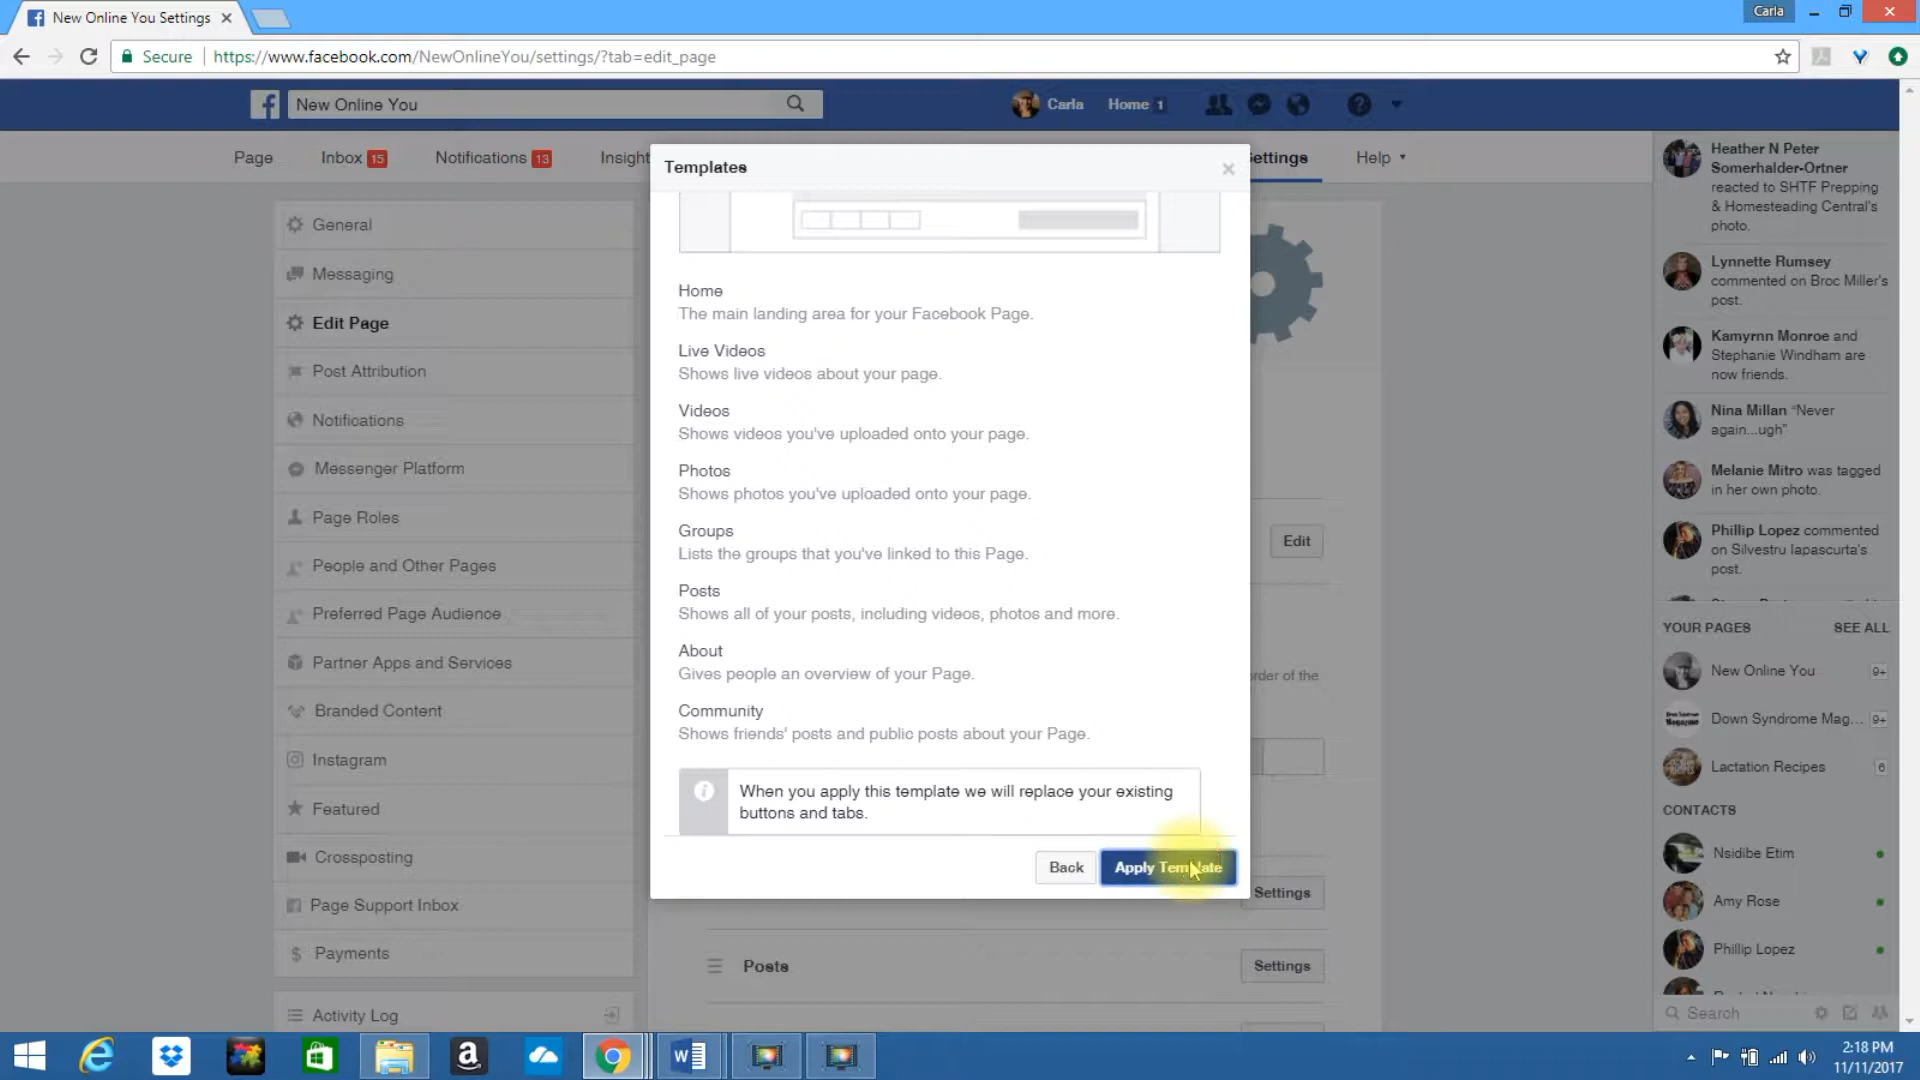 New Online You Settings
Carla
Secure
https://www.facebook.com/NewOnlineYou/settings/?tab=edit_page
New Online You
Carla
Home 1
Page
Inbox 15
Notifications 13
Insight
ettings
Help
General
Messaging
Edit Page
Post Attribution
Notifications
Messenger Platform
Page Roles
People and Other Pages
Preferred Page Audience
Partner Apps and Services
Branded Content
Instagram
Featured
Crossposting
Page Support Inbox
Payments
Activity Log
Templates
Home
The main landing area for your Facebook Page.
Live Videos
Shows live videos about your page.
Videos
Shows videos you've uploaded onto your page.
Photos
Shows photos you've uploaded onto your page.
Groups
Lists the groups that you've linked to this Page.
Posts
Shows all of your posts, including videos, photos and more.
About
Gives people an overview of your Page.
Community
Shows friends' posts and public posts about your Page.
When you apply this template we will replace your existing
buttons and tabs.
Back
Apply Template
Edit
order of the
Settings
Posts
Settings
Heather N Peter
Somerhalder-Ortner
reacted to SHTF Prepping
& Homesteading Central's
photo.
Lynnette Rumsey
commented on Broc Miller's
post.
Kamyrnn Monroe and
Stephanie Windham are
now friends.
Nina Millan “Never
again...ugh”
Melanie Mitro was tagged
in her own photo.
Phillip Lopez commented
on Silvestru Iapascurta's
post.
YOUR PAGES
SEE ALL
New Online You
9+
Down Syndrome Mag...
9+
Lactation Recipes
6
CONTACTS
Nsidibe Etim
Amy Rose
Phillip Lopez
Search
2:18 PM
11/11/2017